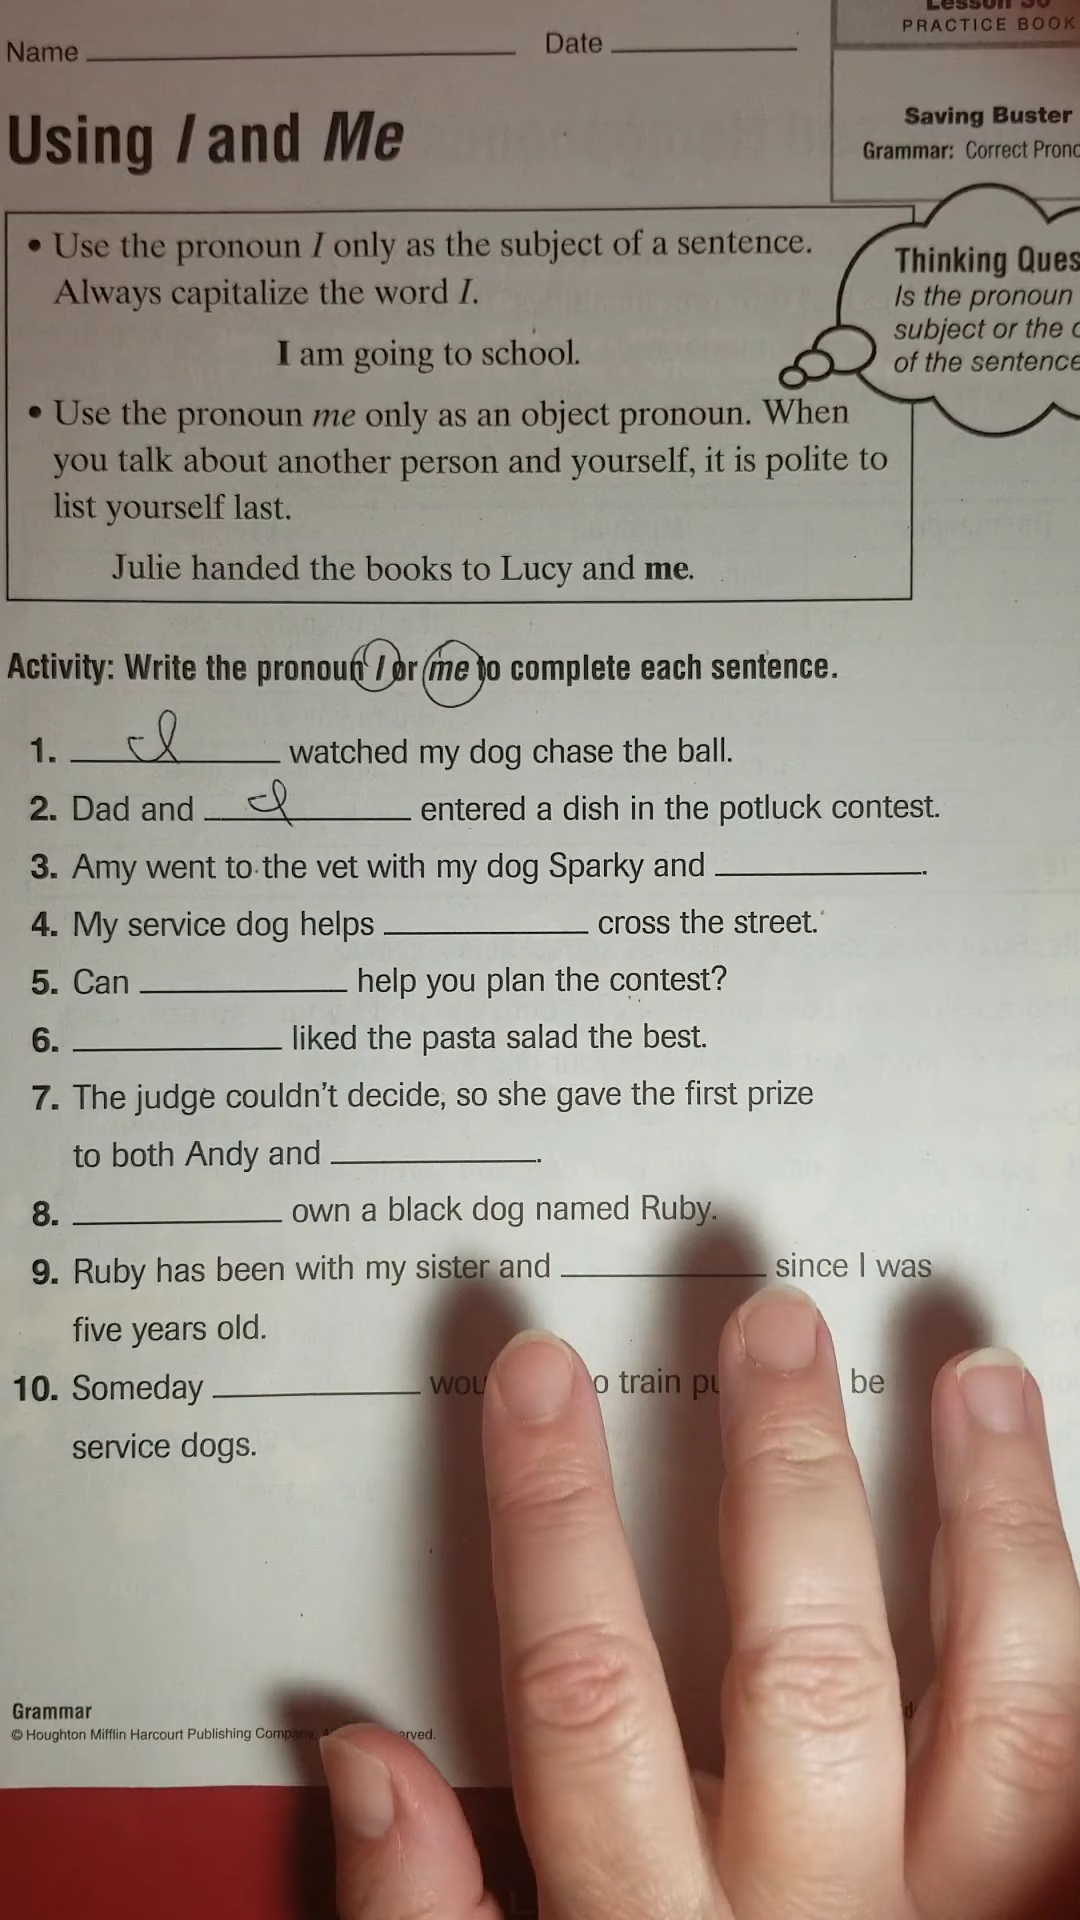 Name Date
PRACTICE BOOK
Using I and Me
Saving Buster
Grammar: Correct
• Use the pronoun I only as the subject of a sentence.
Always capitalize the word I.
I am going to school.
• Use the pronoun me only as an object pronoun. When
you talk about another person and yourself, it is polite to
list yourself last.
Julie handed the books to Lucy and me.
Thinking
Is the pronoun
subject or the
of the sentence
Activity: Write the pronoun I or me to complete each sentence.
1. I watched my dog chase the ball.
2. Dad and I entered a dish in the potluck contest.
3. Amy went to the vet with my dog Sparky and .
4. My service dog helps cross the street.
5. Can help you plan the contest?
6. liked the pasta salad the best.
7. The judge couldn't decide, so she gave the first prize
to both Andy and .
8. own a black dog named Ruby.
9. Ruby has been with my sister and since I was
five years old.
10. Someday train be
service dogs.
Grammar
© Houghton Mifflin Harcourt Publishing